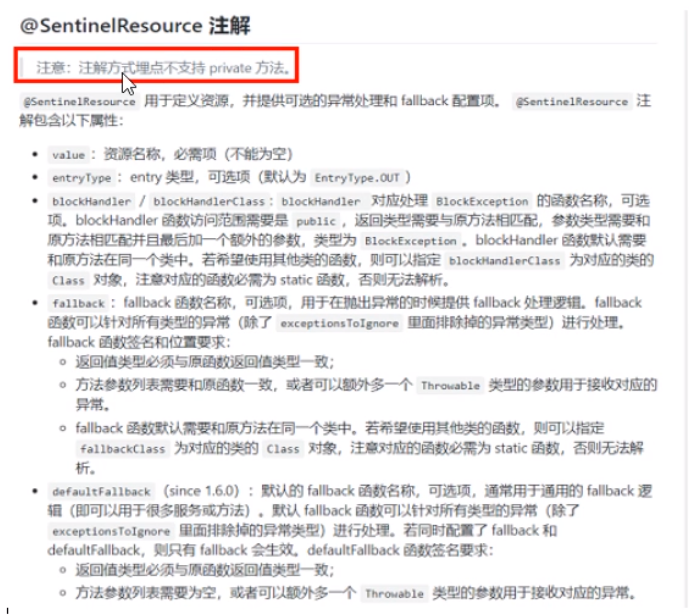 @SentinelResource 注解
注意：注解方式埋点不支持 private 方法。
@SentinelResource 用于定义资源，并提供可选的异常处理和 fallback 配置项。 @SentinelResource 注
解包含以下属性：
• value：资源名称，必需项（不能为空）
• entryType：entry 类型，可选项（默认为 EntryType.OUT）
• blockHandler / blockHandlerClass：blockHandler 对应处理 BlockException 的函数名称，可选
项。blockHandler 函数访问范围需要是 public，返回类型需要与原方法相匹配，参数类型需要和
原方法相匹配并且最后加一个额外的参数，类型为 BlockException。blockHandler 函数默认需要
和原方法在同一个类中。若希望使用其他类的函数，则可以指定 blockHandlerClass 为对应的类的
Class 对象，注意对应的函数必需为 static 函数，否则无法解析。
• fallback：fallback 函数名称，可选项，用于在抛出异常的时候提供 fallback 处理逻辑。fallback
函数可以针对所有类型的异常（除了 exceptionsToIgnore 里面排除掉的异常类型）进行处理。
fallback 函数签名和位置要求：
○ 返回值类型必须与原函数返回值类型一致；
○ 方法参数列表需要和原函数一致，或者可以额外多一个 Throwable 类型的参数用于接收对应的
异常。
○ fallback 函数默认需要和原方法在同一个类中。若希望使用其他类的函数，则可以指定
fallbackClass 为对应的类的 Class 对象，注意对应的函数必需为 static 函数，否则无法解
析。
• defaultFallback（since 1.6.0）：默认的 fallback 函数名称，可选项，通常用于通用的 fallback 逻
辑（即可以用于很多服务或方法）。默认 fallback 函数可以针对所有类型的异常（除了
exceptionsToIgnore 里面排除掉的异常类型）进行处理。若同时配置了 fallback 和
defaultFallback，则只有 fallback 会生效。defaultFallback 函数签名要求：
○ 返回值类型必须与原函数返回值类型一致；
○ 方法参数列表需要为空，或者可以额外多一个 Throwable 类型的参数用于接收对应的异常。